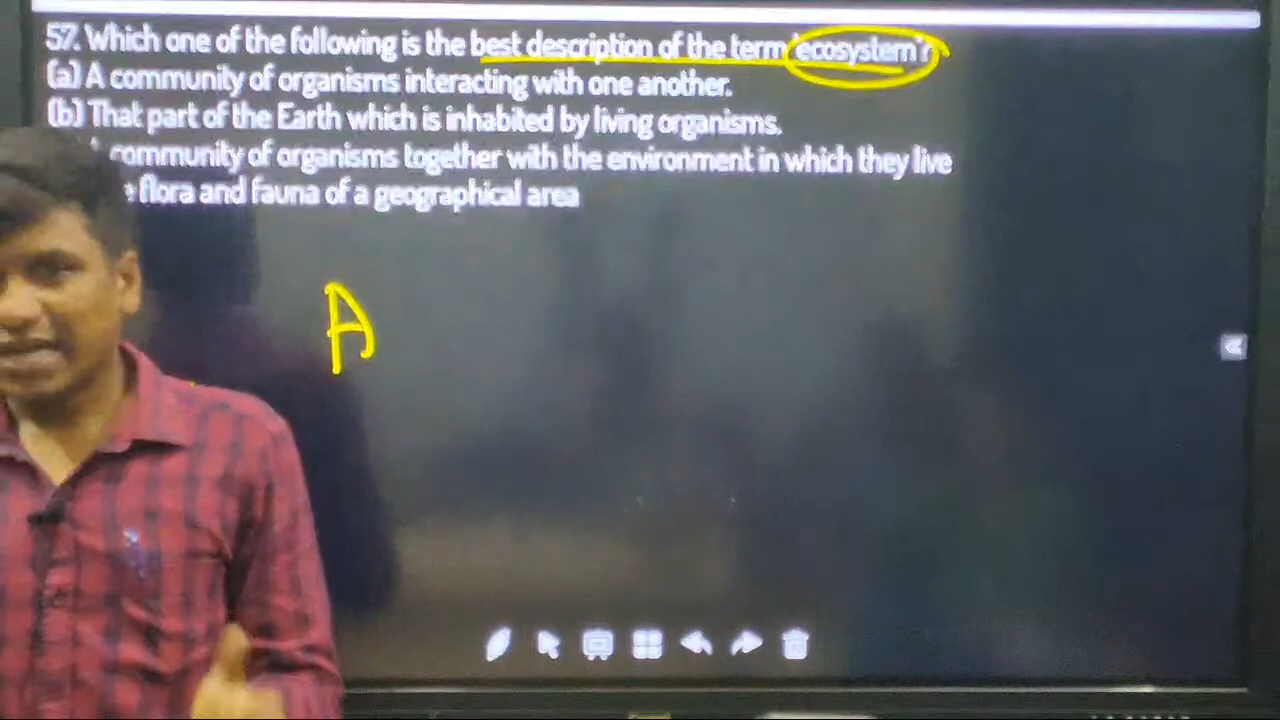 57. Which one of the following is the best description of the term 'ecosystem'?
(a) A community of organisms interacting with one another.
(b) That part of the Earth which is inhabited by living organisms.
community of organisms together with the environment in which they live
flora and fauna of a geographical area
A